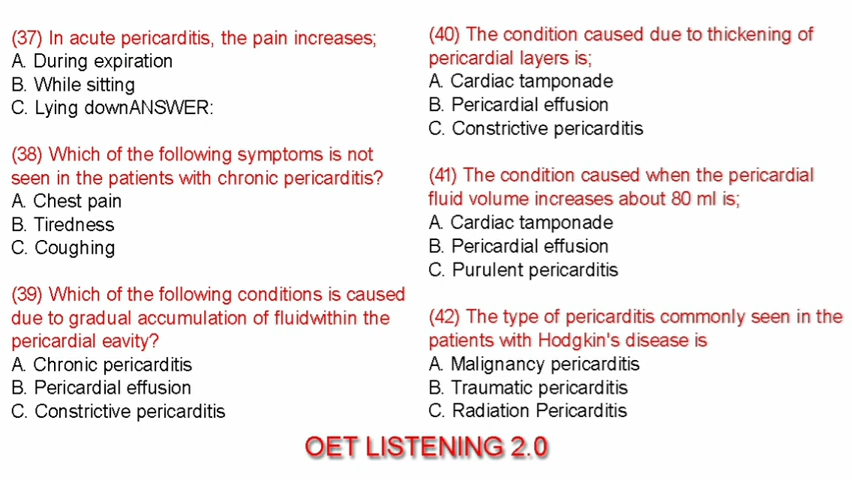 (37) In acute pericarditis, the pain increases;
A. During expiration
B. While sitting
C. Lying downANSWER:
(38) Which of the following symptoms is not
seen in the patients with chronic pericarditis?
A. Chest pain
B. Tiredness
C. Coughing
(39) Which of the following conditions is caused
due to gradual accumulation of fluidwithin the
pericardial eavity?
A. Chronic pericarditis
B. Pericardial effusion
C. Constrictive pericarditis
(40) The condition caused due to thickening of
pericardial layers is;
A. Cardiac tamponade
B. Pericardial effusion
C. Constrictive pericarditis
(41) The condition caused when the pericardial
fluid volume increases about 80 ml is;
A. Cardiac tamponade
B. Pericardial effusion
C. Purulent pericarditis
(42) The type of pericarditis commonly seen in the
patients with Hodgkin's disease is
A. Malignancy pericarditis
B. Traumatic pericarditis
C. Radiation Pericarditis
OET LISTENING 2.0